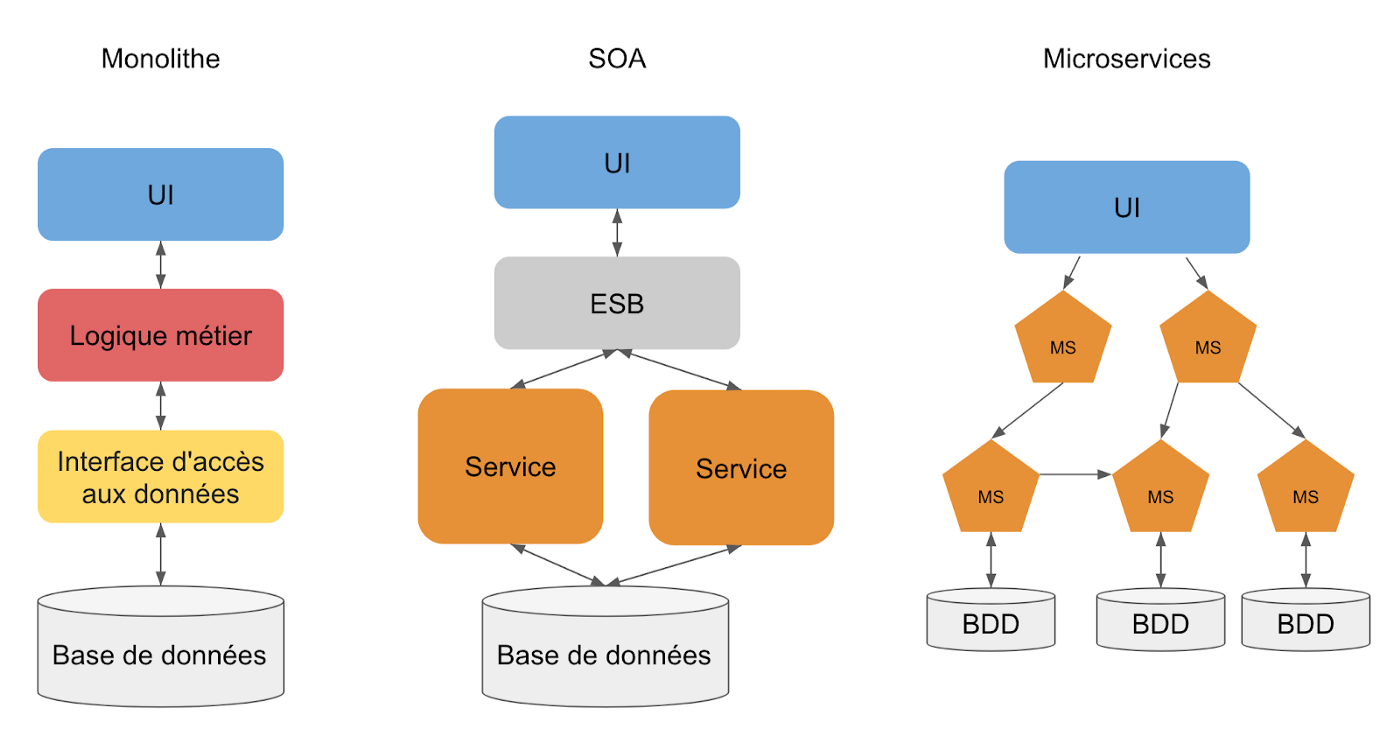 Monolithe
UI
Logique métier
Interface d'accès
aux données
Base de données
SOA
UI
ESB
Service
Service
Base de données
Microservices
UI
MS
MS
MS
MS
MS
BDD
BDD
BDD